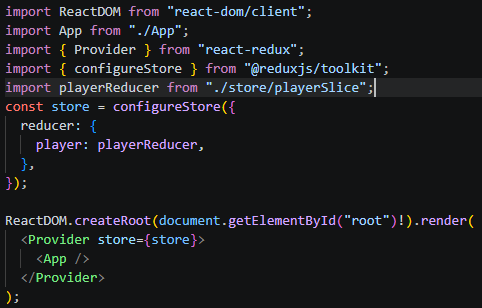 import ReactDOM from "react-dom/client";
import App from "./App";
import { Provider } from "react-redux";
import { configureStore } from "@reduxjs/toolkit";
import playerReducer from "./store/playerSlice";
const store = configureStore({
  reducer: {
    player: playerReducer,
  },
});

ReactDOM.createRoot(document.getElementById("root")!).render(
  <Provider store={store}>
    <App />
  </Provider>
);